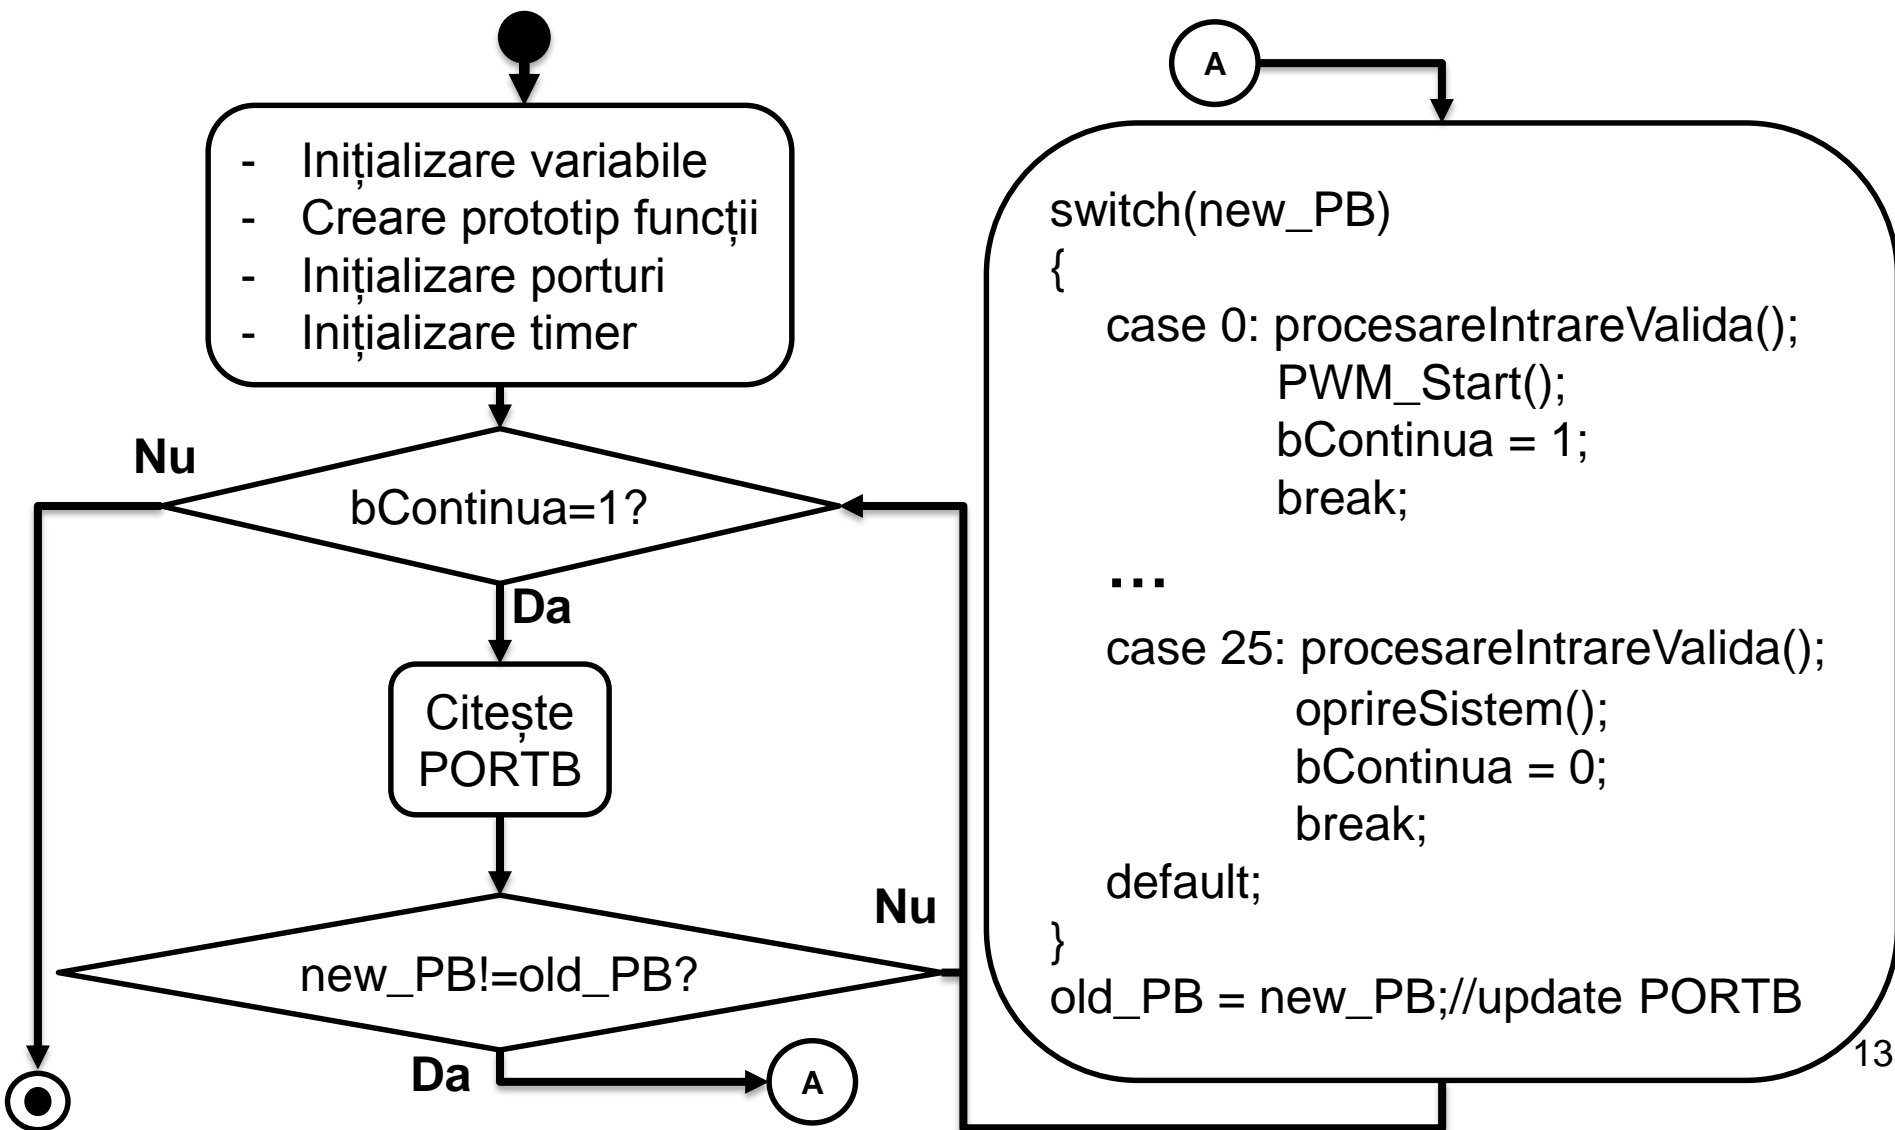 - Inițializare variabile
- Creare prototip funcții
- Inițializare porturi
- Inițializare timer
Nu
bContinua=1?
Da
Citește
PORTB
Nu
new_PB!=old_PB?
Da
A
A
switch(new_PB)
{
case 0: procesareIntrareValida();
PWM_Start();
bContinua = 1;
break;
...
case 25: procesareIntrareValida();
oprireSistem();
bContinua = 0;
break;
default;
}
old_PB = new_PB;//update PORTB
13